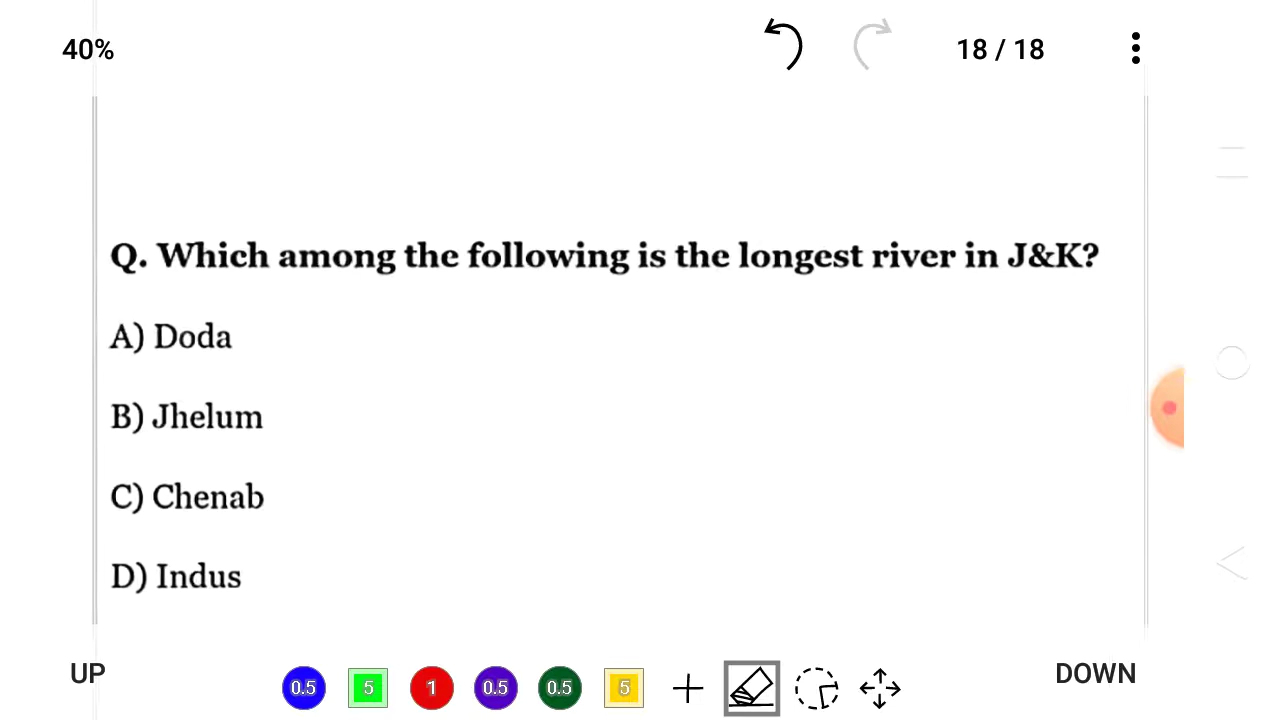 40%
18 / 18
Q. Which among the following is the longest river in J&K?
A) Doda
B) Jhelum
C) Chenab
D) Indus
UP
0.5 5 1 0.5 0.5 5
DOWN